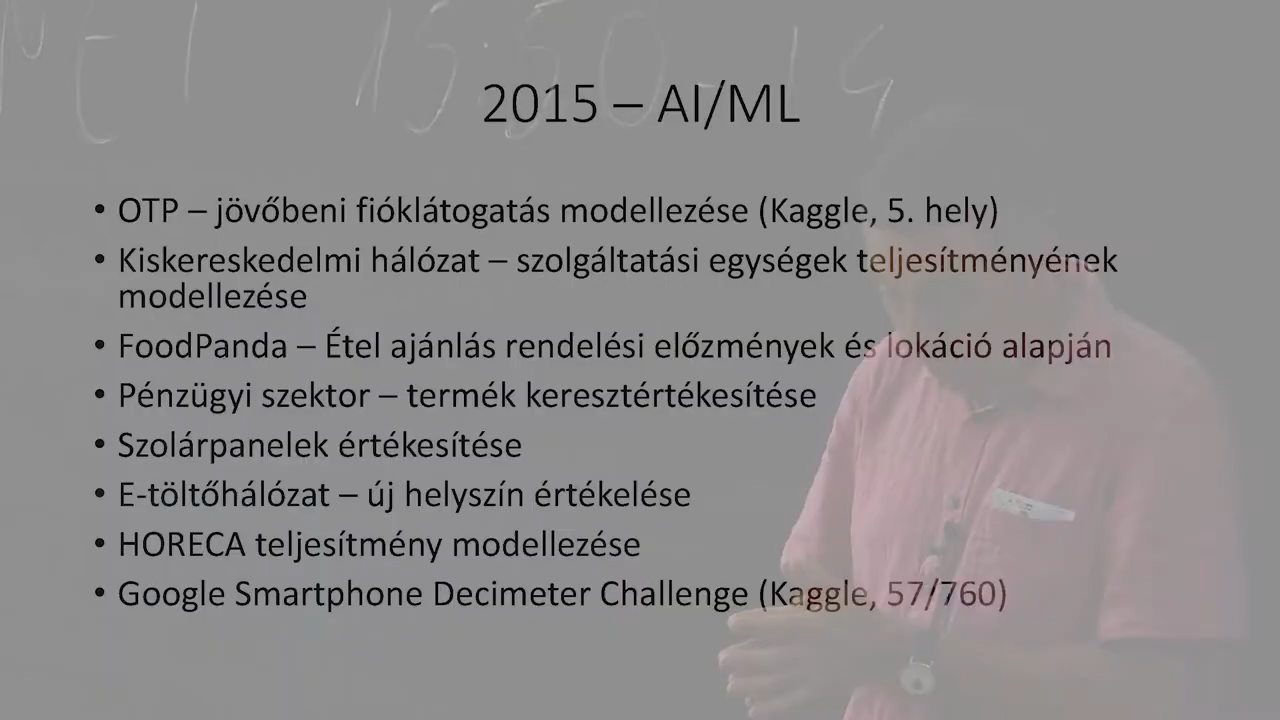 2015 – AI/ML
• OTP – jövőbeni fióklátogatás modellezése (Kaggle, 5. hely)
• Kiskereskedelmi hálózat – szolgáltatási egységek teljesítményének
modellezése
• FoodPanda – Étel ajánlás rendelési előzmények és lokáció alapján
• Pénzügyi szektor – termék keresztértékesítése
• Szolárpanelek értékesítése
• E-töltőhálózat – új helyszín értékelése
• HORECA teljesítmény modellezése
• Google Smartphone Decimeter Challenge (Kaggle, 57/760)